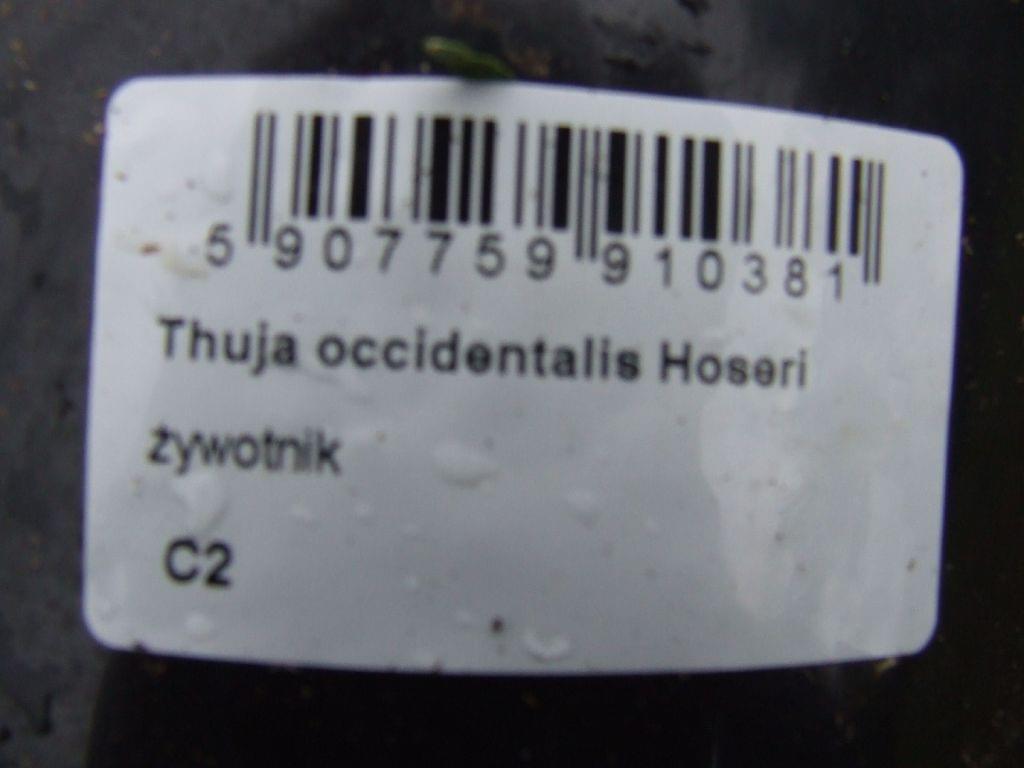 5 907759 910381
Thuja occidentalis Hoseri
żywotnik
C2